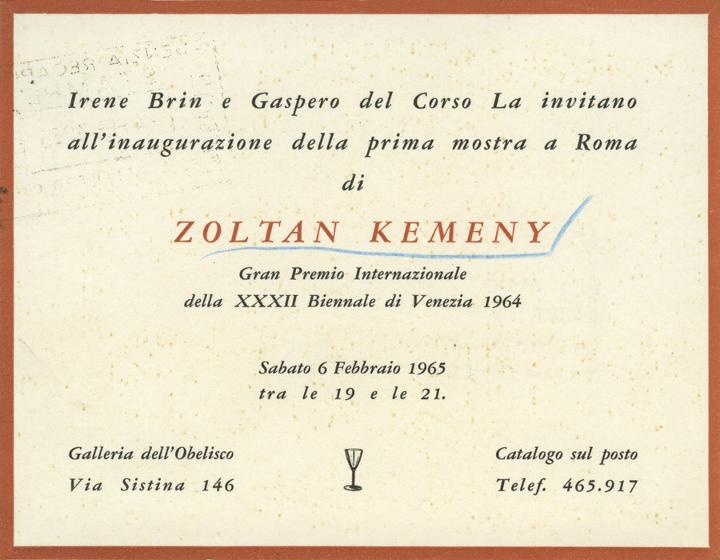 Irene Brin e Gaspero del Corso La invitano
all'inaugurazione della prima mostra a Roma
di
ZOLTAN KEMENY
Gran Premio Internazionale
della XXXII Biennale di Venezia 1964
Sabato 6 Febbraio 1965
tra le 19 e le 21.
Galleria dell'Obelisco
Via Sistina 146
Catalogo sul posto
Telef. 465.917